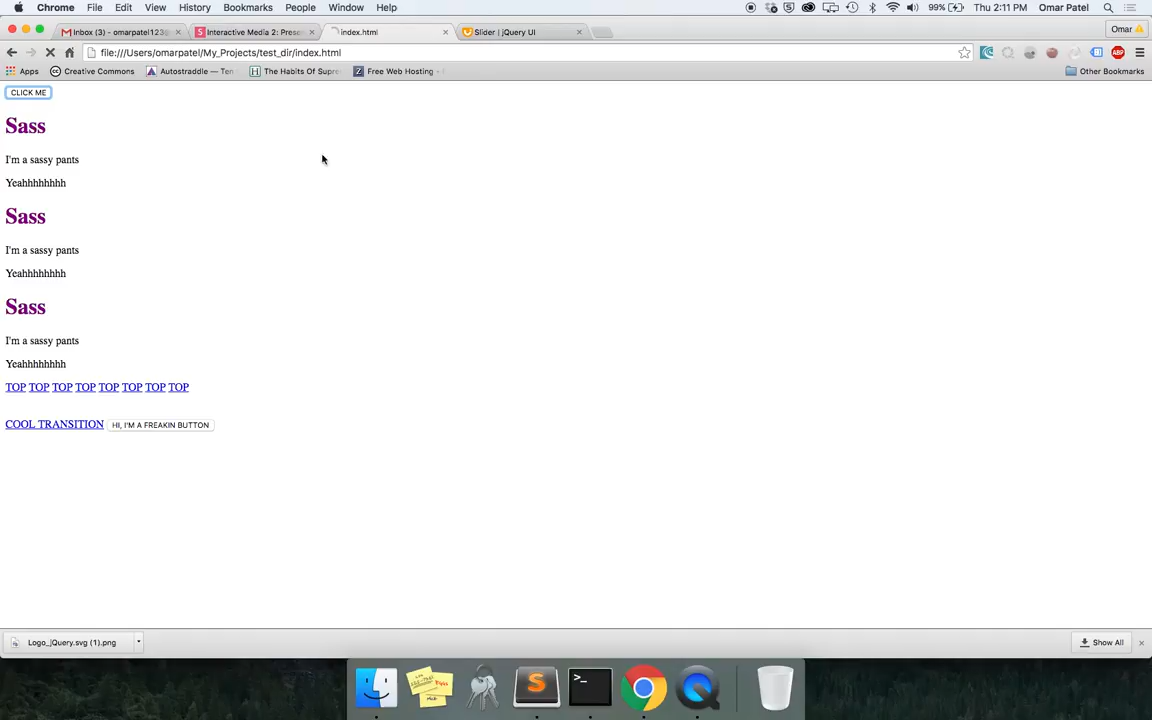 Chrome File Edit View History Bookmarks People Window Help 99% Thu 2:11 PM Omar Patel
Inbox (3) - omarpatel123@ Interactive Media 2: Presen index.html Slider | jQuery UI Omar
file:///Users/omarpatel/My_Projects/test_dir/index.html ABP
Apps Creative Commons Autostraddle — Ten The Habits Of Supre Free Web Hosting - Other Bookmarks
CLICK ME
Sass
I'm a sassy pants
Yeahhhhhhhh
Sass
I'm a sassy pants
Yeahhhhhhhh
Sass
I'm a sassy pants
Yeahhhhhhhh
TOP TOP TOP TOP TOP TOP TOP TOP
COOL TRANSITION HI, I'M A FREAKIN BUTTON
Logo_jQuery.svg (1).png Show All